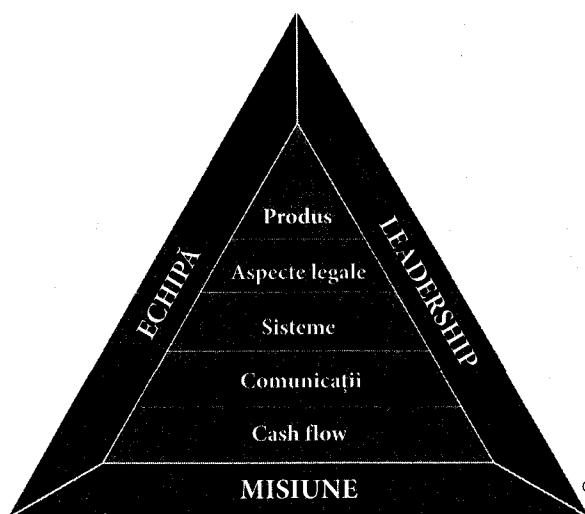 ECHIPĂ
LEADERSHIP
Produs
Aspecte legale
Sisteme
Comunicații
Cash flow
MISIUNE